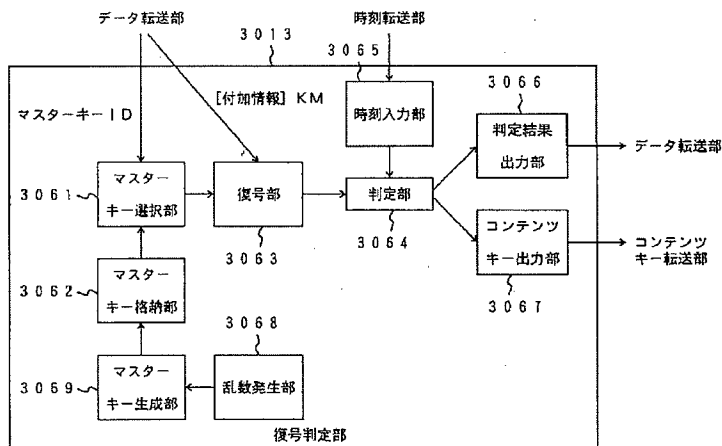 データ転送部
時刻転送部
3013
3065
3066
[付加情報]KM
マスターキーID
時刻入力部
判定結果
出力部
データ転送部
3061
マスター
キー選択部
復号部
判定部
3064
3063
コンテンツ
キー出力部
コンテンツ
キー転送部
3062
マスター
キー格納部
3067
3068
3069
マスター
キー生成部
乱数発生部
復号判定部